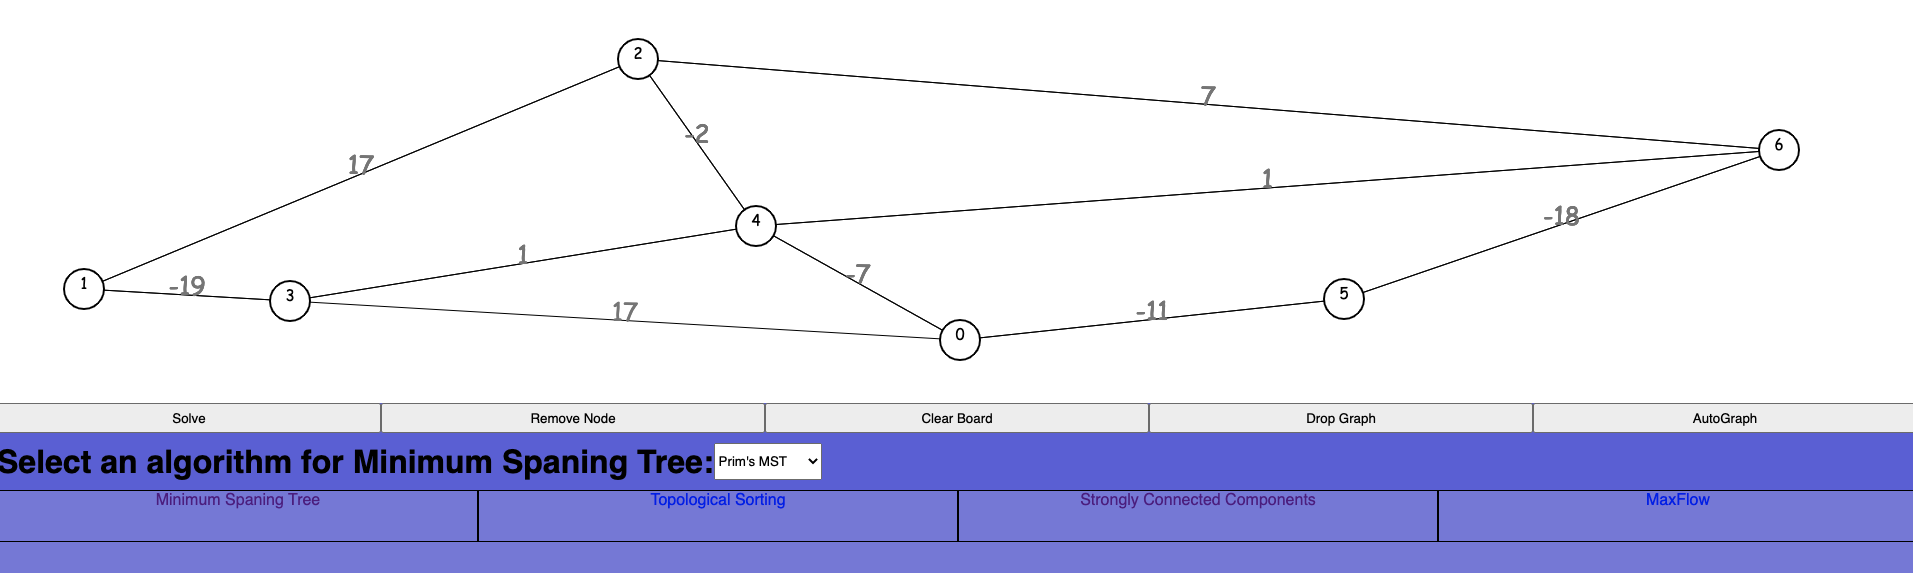 2
7
6
-2
17
1
-18
4
1
-7
1
-19
3
5
17
-11
0
Solve
Remove Node
Clear Board
Drop Graph
AutoGraph
Select an algorithm for Minimum Spaning Tree: Prim's MST
Minimum Spaning Tree
Topological Sorting
Strongly Connected Components
MaxFlow